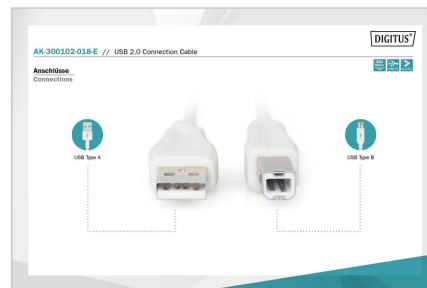 DIGITUS®
AK-300102-018-E // USB 2.0 Connection Cable
Anschlüsse
Connections
USB Type A
USB Type B